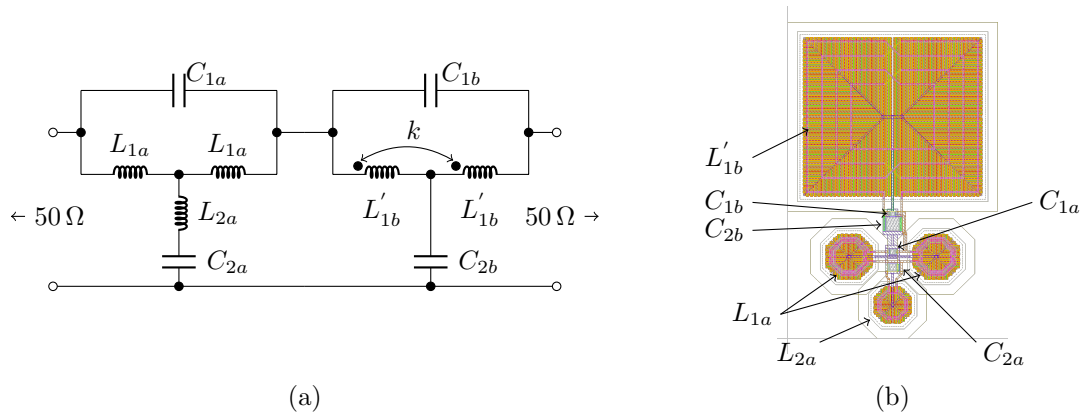 C₁ₐ
C₁b
k
L₁ₐ
L₁ₐ
L'₁b
L'₁b
← 50 Ω
L₂ₐ
50 Ω →
C₂ₐ
C₂b
(a)
L'₁b
C₁b
C₁ₐ
C₂b
L₁ₐ
L₂ₐ
C₂ₐ
(b)